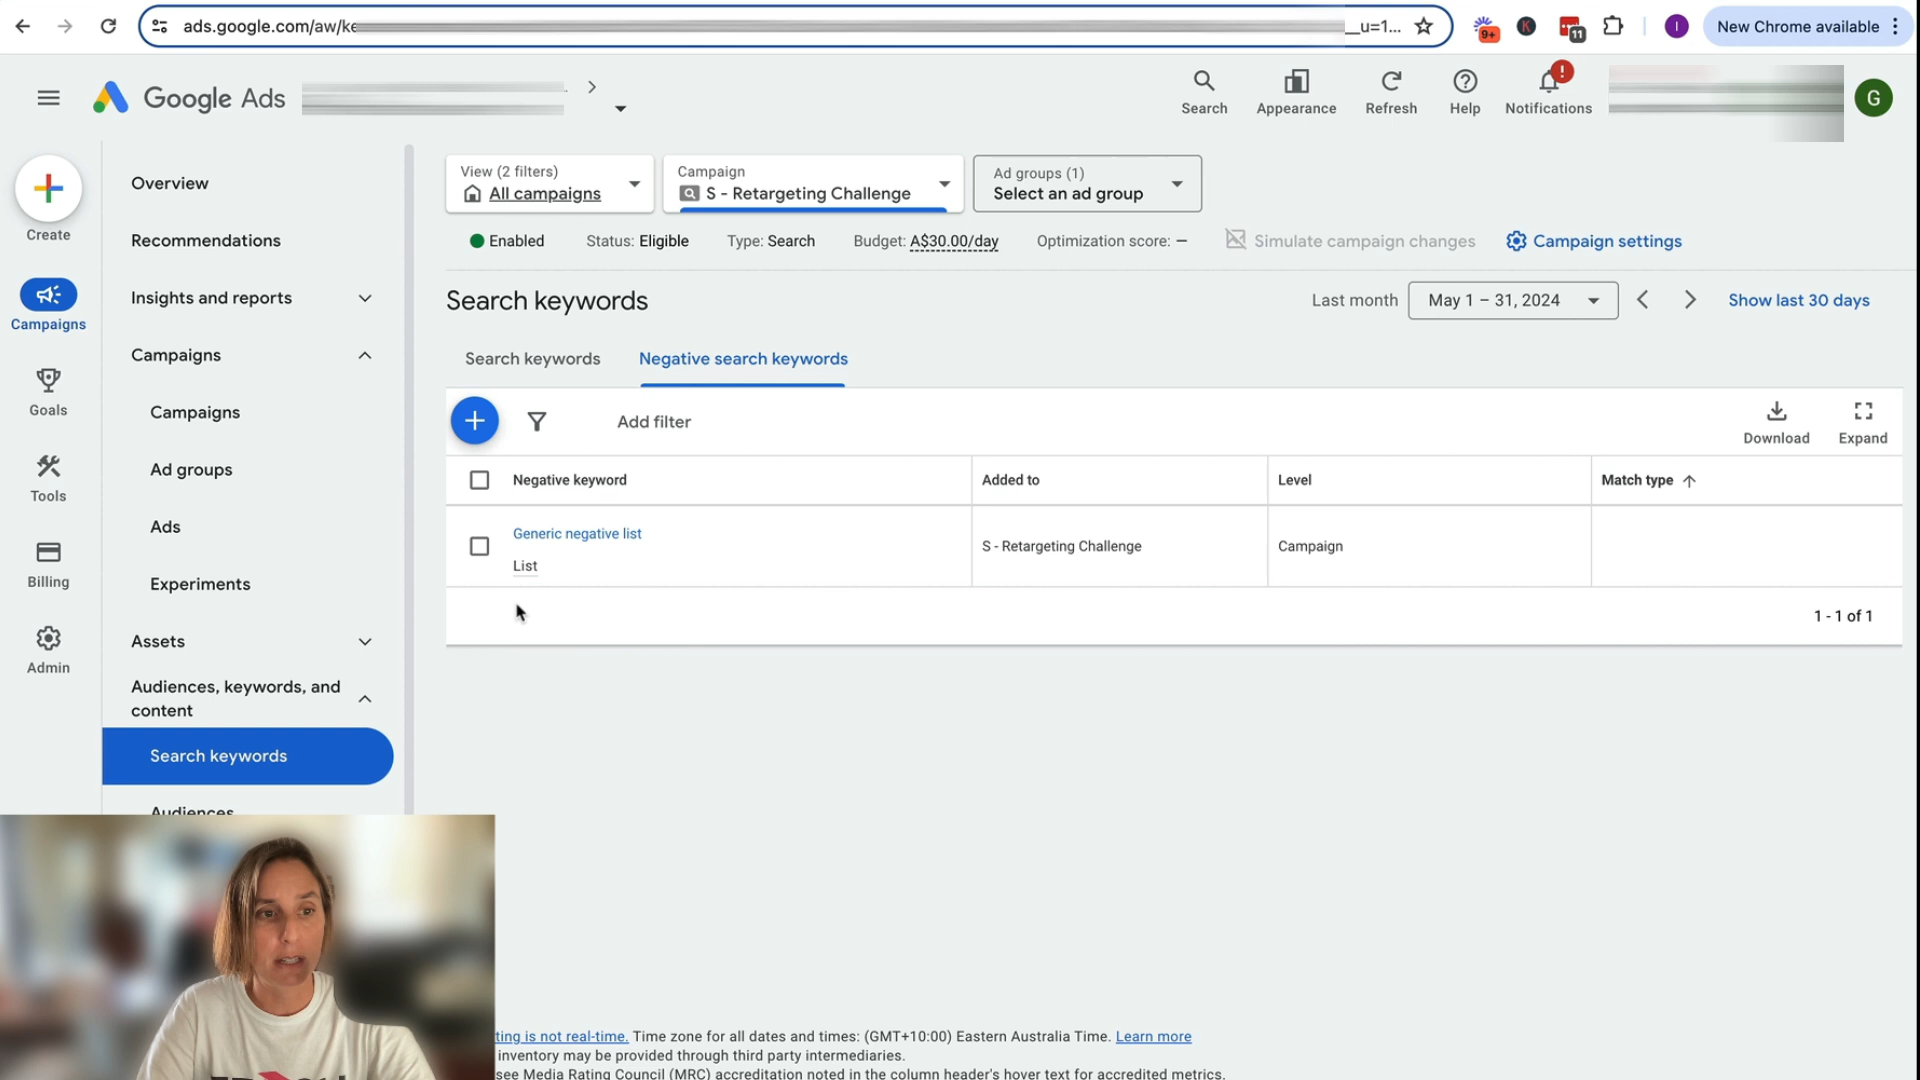 ads.google.com/aw/ke
__u=1...
9+
K
11
I
New Chrome available
Google Ads
Search
Appearance
Refresh
Help
!
Notifications
G
Create
Campaigns
Goals
Tools
Billing
Admin
Overview
Recommendations
Insights and reports
Campaigns
Campaigns
Ad groups
Ads
Experiments
Assets
Audiences, keywords, and
content
Search keywords
Audiences
View (2 filters)
All campaigns
Campaign
S - Retargeting Challenge
Ad groups (1)
Select an ad group
Enabled
Status: Eligible
Type: Search
Budget: A$30.00/day
Optimization score: –
Simulate campaign changes
Campaign settings
Search keywords
Last month
May 1 – 31, 2024
Show last 30 days
Search keywords
Negative search keywords
Add filter
Download
Expand
Negative keyword
Added to
Level
Match type
Generic negative list
List
S - Retargeting Challenge
Campaign
1 - 1 of 1
ting is not real-time. Time zone for all dates and times: (GMT+10:00) Eastern Australia Time. Learn more
inventory may be provided through third party intermediaries.
see Media Rating Council (MRC) accreditation noted in the column header's hover text for accredited metrics.